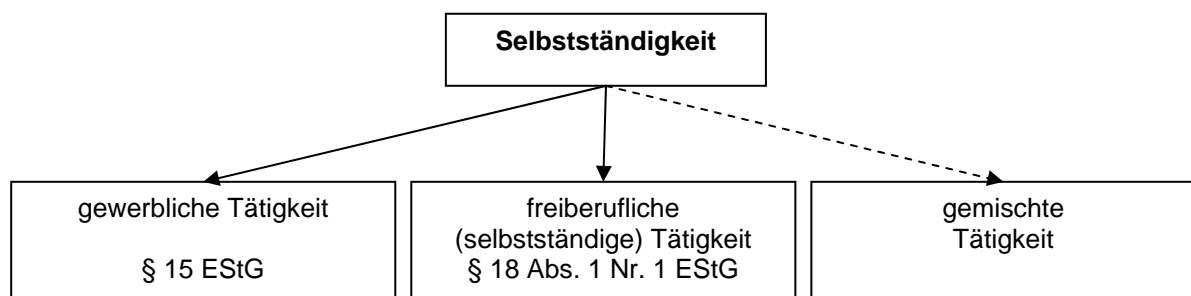 Selbstständigkeit
gewerbliche Tätigkeit
§ 15 EStG
freiberufliche
(selbstständige) Tätigkeit
§ 18 Abs. 1 Nr. 1 EStG
gemischte
Tätigkeit